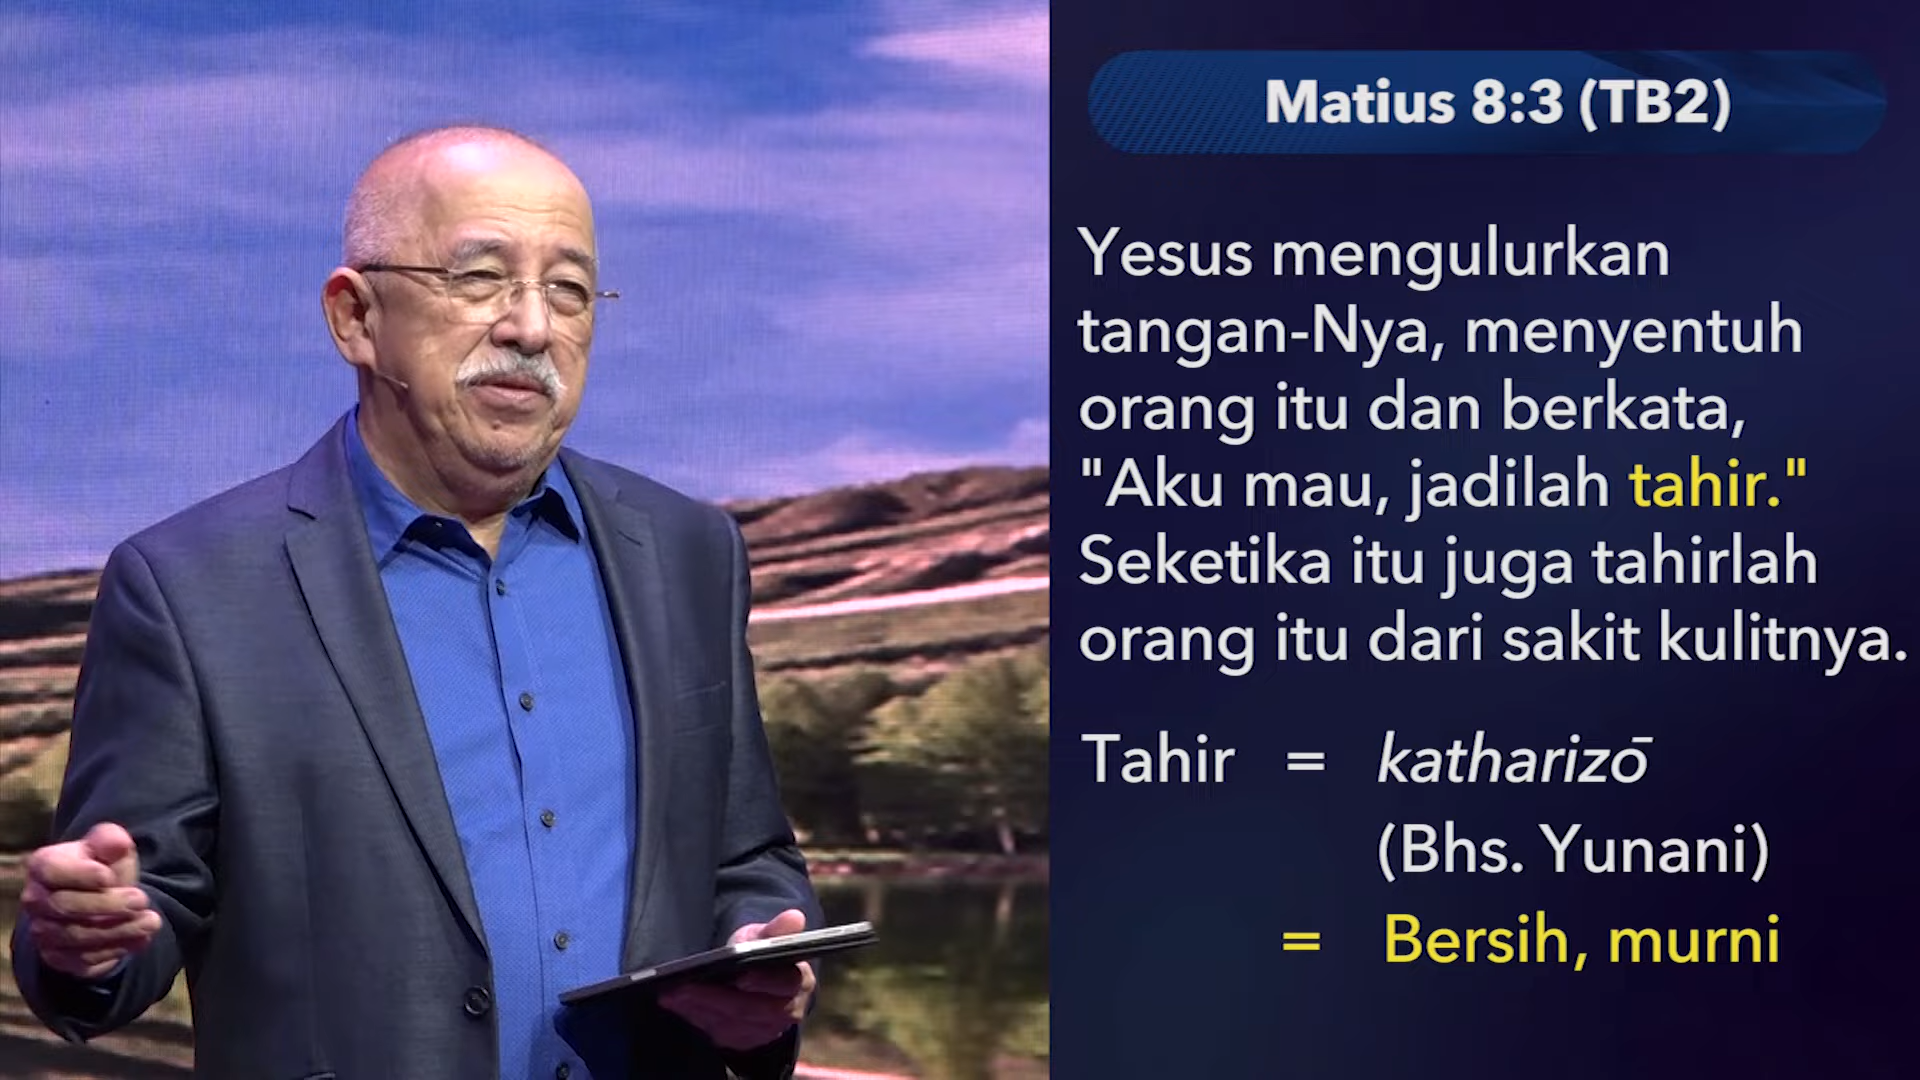 Matius 8:3 (TB2)
Yesus mengulurkan
tangan-Nya, menyentuh
orang itu dan berkata,
"Aku mau, jadilah tahir."
Seketika itu juga tahirlah
orang itu dari sakit kulitnya.
Tahir = katharizō
(Bhs. Yunani)
= Bersih, murni